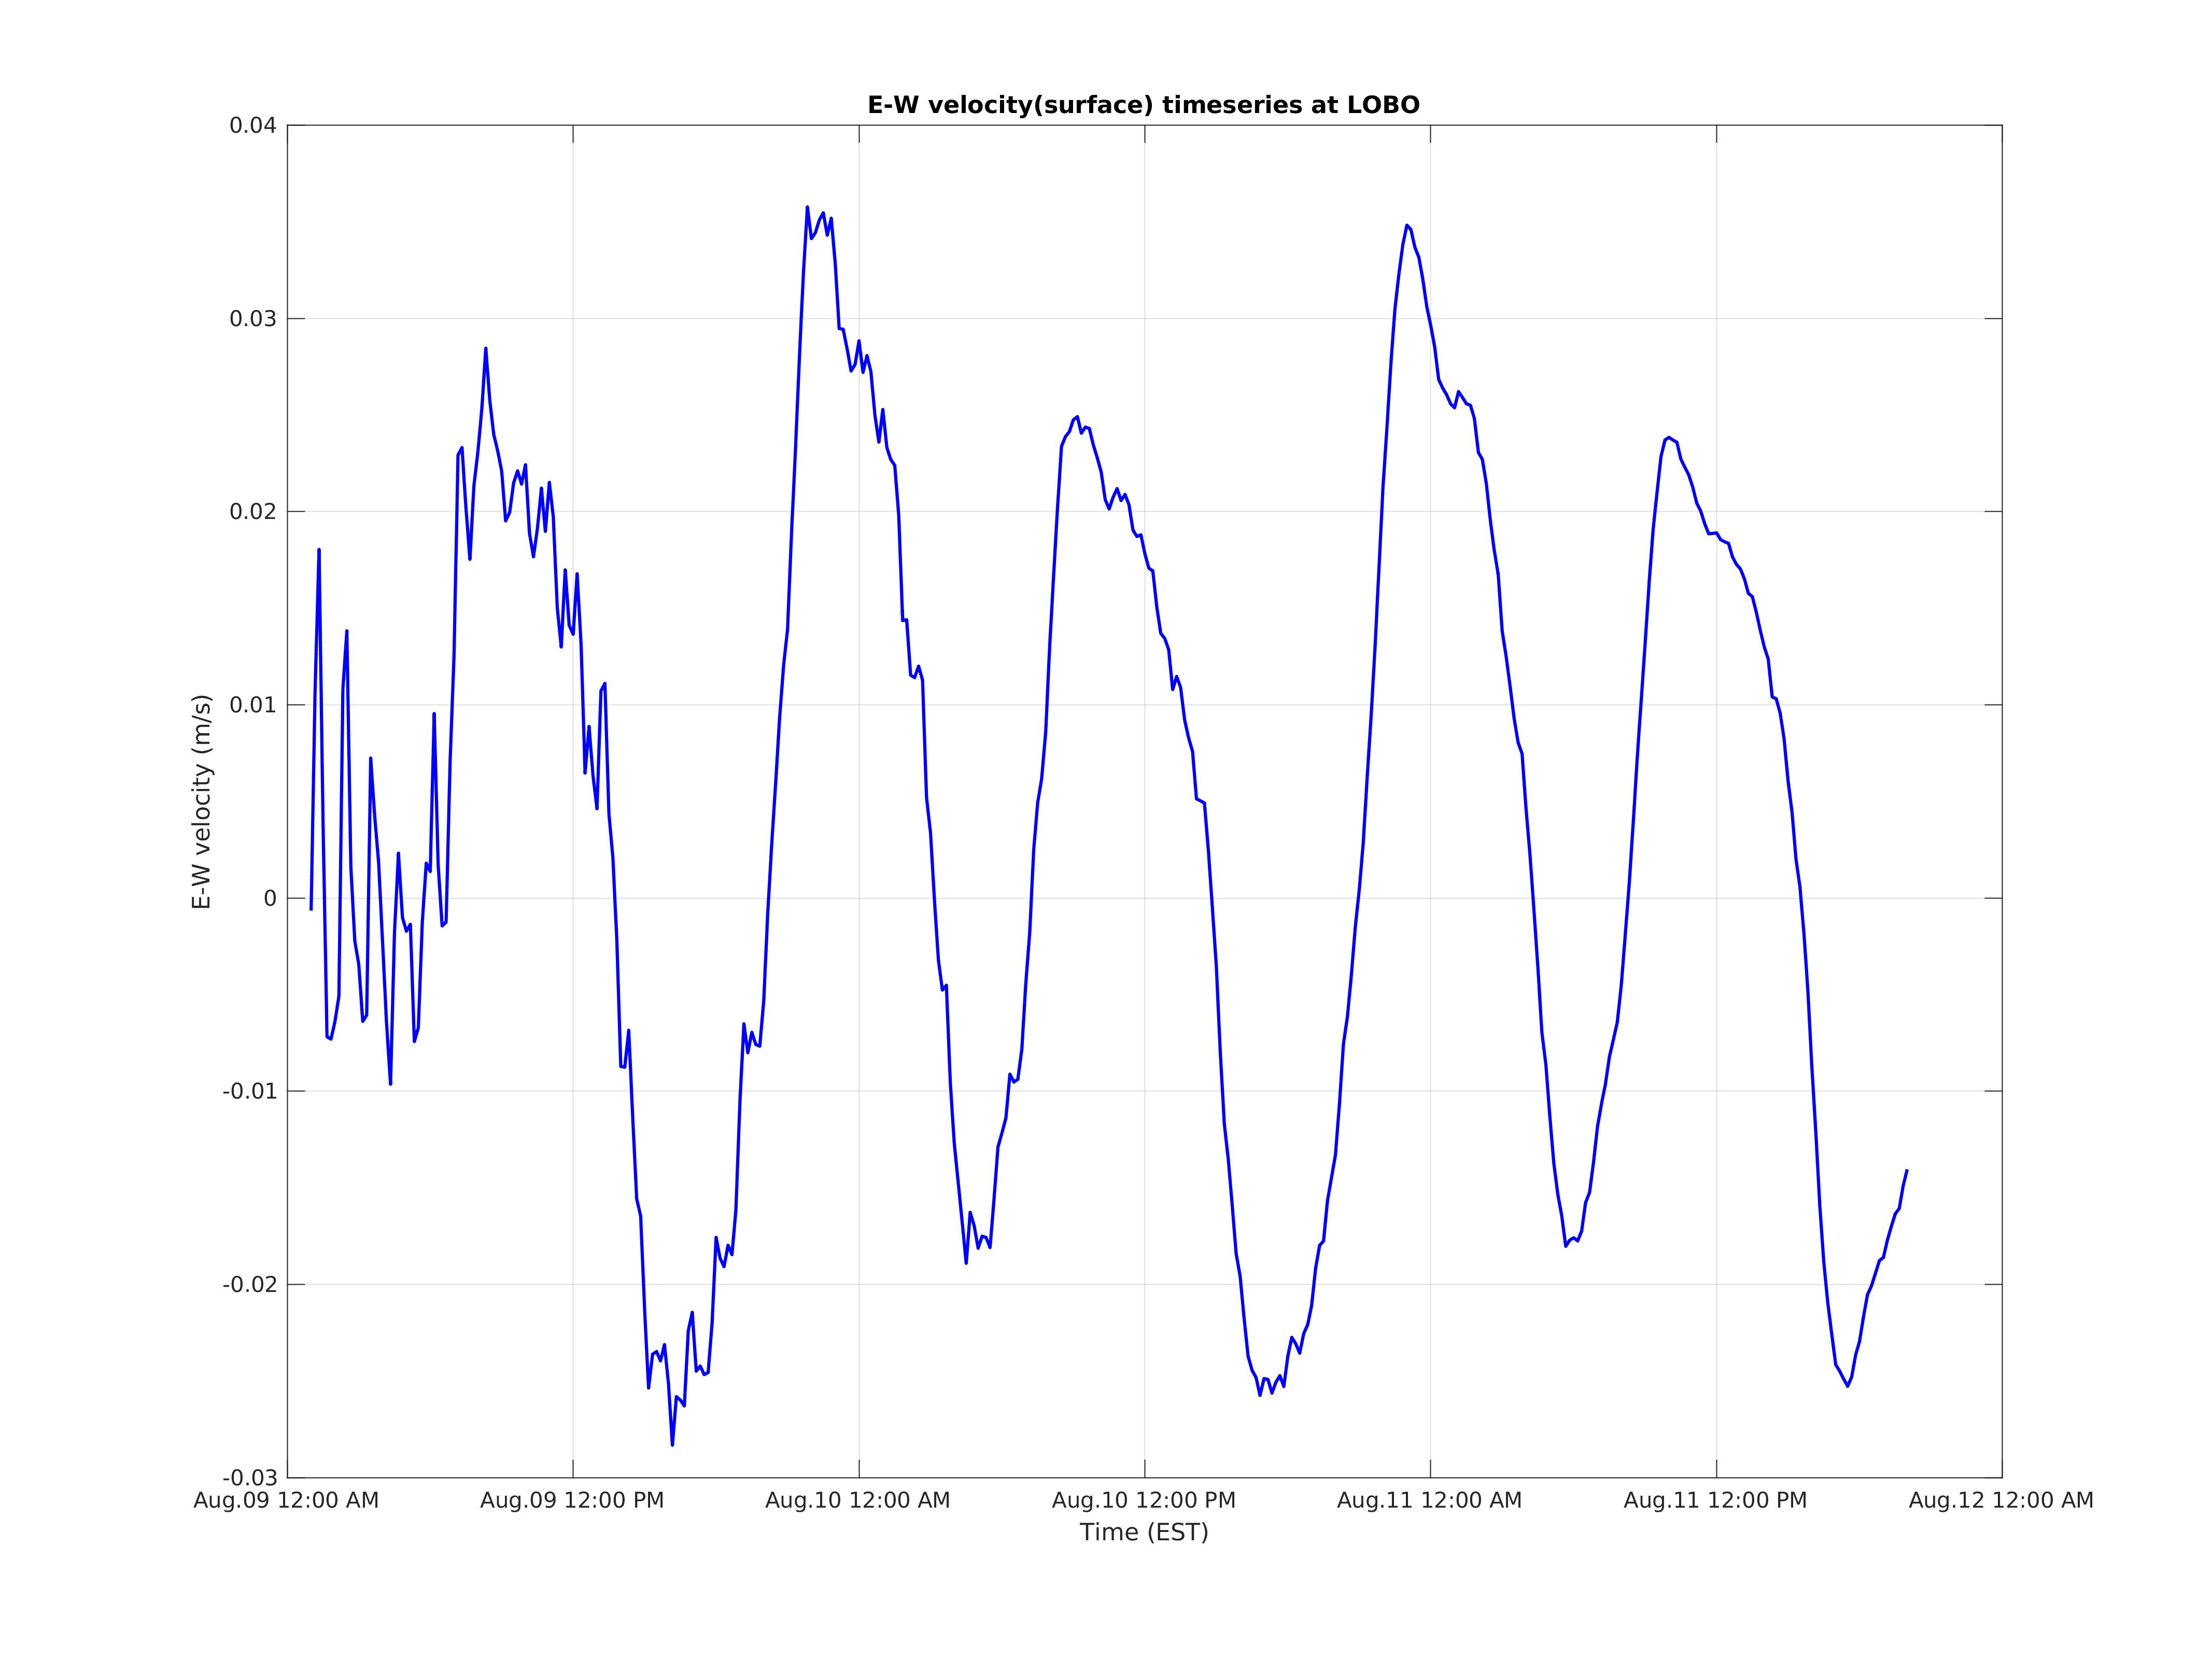 E-W velocity(surface) timeseries at LOBO
0.04
0.03
0.02
0.01
0
-0.01
-0.02
-0.03
E-W velocity (m/s)
Aug.09 12:00 AM Aug.09 12:00 PM Aug.10 12:00 AM Aug.10 12:00 PM Aug.11 12:00 AM Aug.11 12:00 PM Aug.12 12:00 AM
Time (EST)